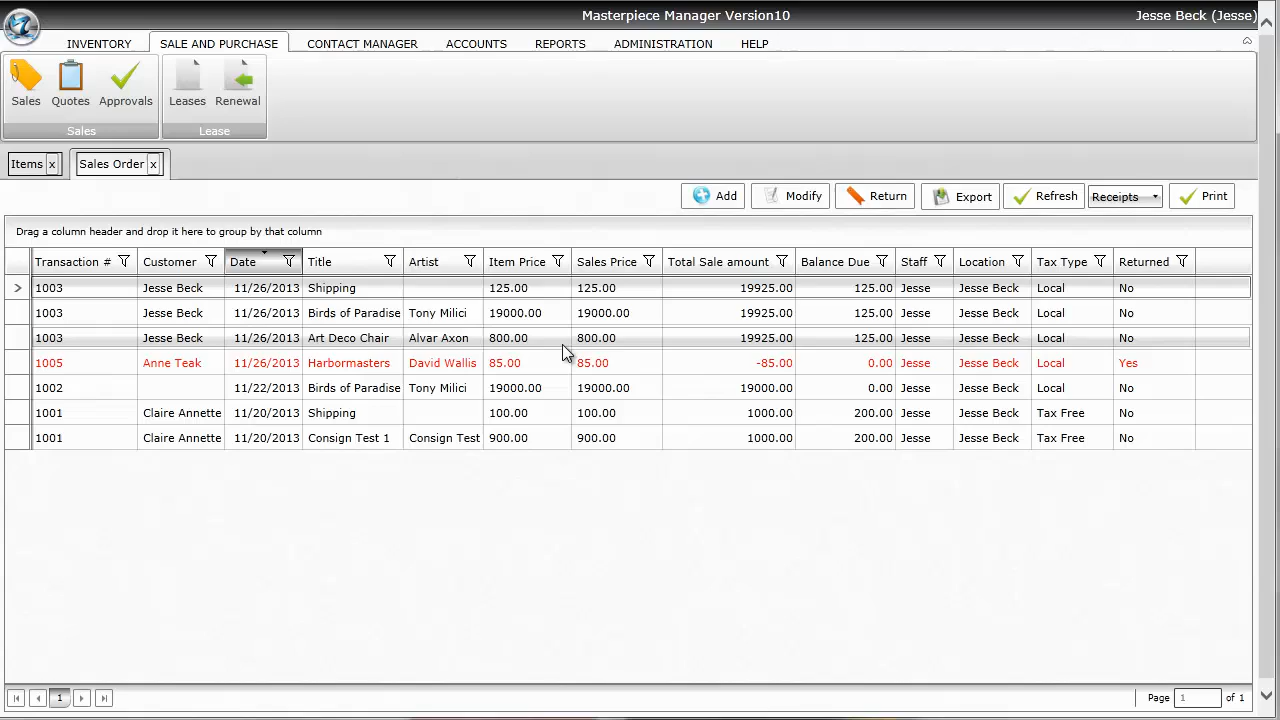 Masterpiece Manager Version10 Jesse Beck (Jesse)
INVENTORY SALE AND PURCHASE CONTACT MANAGER ACCOUNTS REPORTS ADMINISTRATION HELP
Sales Quotes Approvals Leases Renewal
Sales Lease
Items x Sales Order x
Add Modify Return Export Refresh Receipts Print
Drag a column header and drop it here to group by that column
Transaction # Customer Date Title Artist Item Price Sales Price Total Sale amount Balance Due Staff Location Tax Type Returned
1003 Jesse Beck 11/26/2013 Shipping 125.00 125.00 19925.00 125.00 Jesse Jesse Beck Local No
1003 Jesse Beck 11/26/2013 Birds of Paradise Tony Milici 19000.00 19000.00 19925.00 125.00 Jesse Jesse Beck Local No
1003 Jesse Beck 11/26/2013 Art Deco Chair Alvar Axon 800.00 800.00 19925.00 125.00 Jesse Jesse Beck Local No
1005 Anne Teak 11/26/2013 Harbormasters David Wallis 85.00 85.00 -85.00 0.00 Jesse Jesse Beck Local Yes
1002 11/22/2013 Birds of Paradise Tony Milici 19000.00 19000.00 19000.00 0.00 Jesse Jesse Beck Local No
1001 Claire Annette 11/20/2013 Shipping 100.00 100.00 1000.00 200.00 Jesse Jesse Beck Tax Free No
1001 Claire Annette 11/20/2013 Consign Test 1 Consign Test 900.00 900.00 1000.00 200.00 Jesse Jesse Beck Tax Free No
1 Page 1 of 1